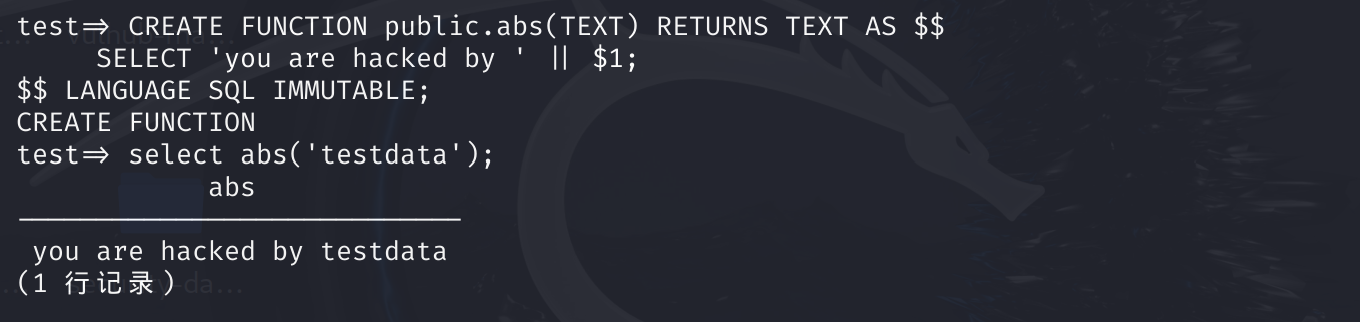 test=> CREATE FUNCTION public.abs(TEXT) RETURNS TEXT AS $$
SELECT 'you are hacked by ' || $1;
$$ LANGUAGE SQL IMMUTABLE;
CREATE FUNCTION
test=> select abs('testdata');
abs
you are hacked by testdata
(1 行记录)